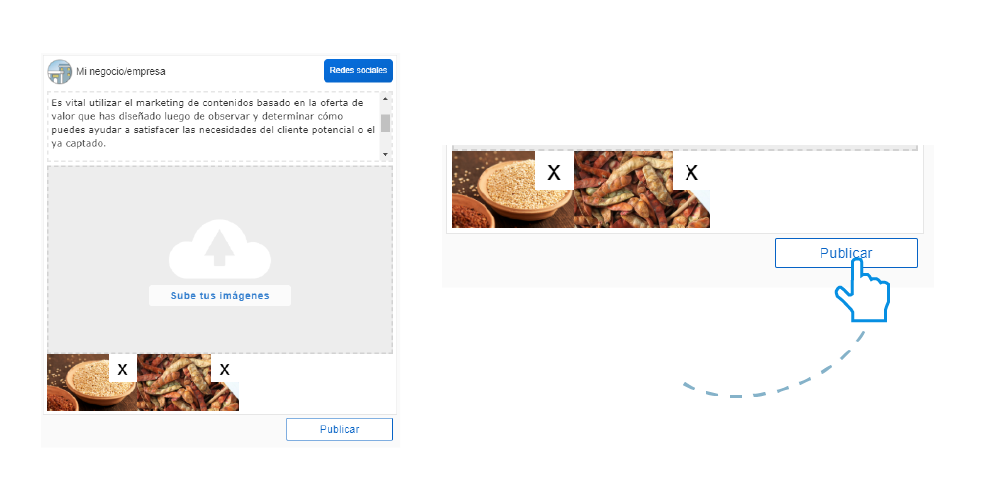 Mi negocio/empresa
Redes sociales
Es vital utilizar el marketing de contenidos basado en la oferta de
valor que has diseñado luego de observar y determinar cómo
puedes ayudar a satisfacer las necesidades del cliente potencial o el
ya captado.
Sube tus imágenes
X
X
Publicar
X
X
Publicar